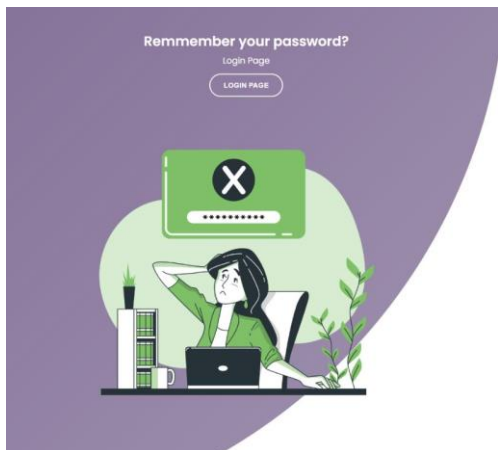 Remmember your password?
Login Page
LOGIN PAGE
X
**********